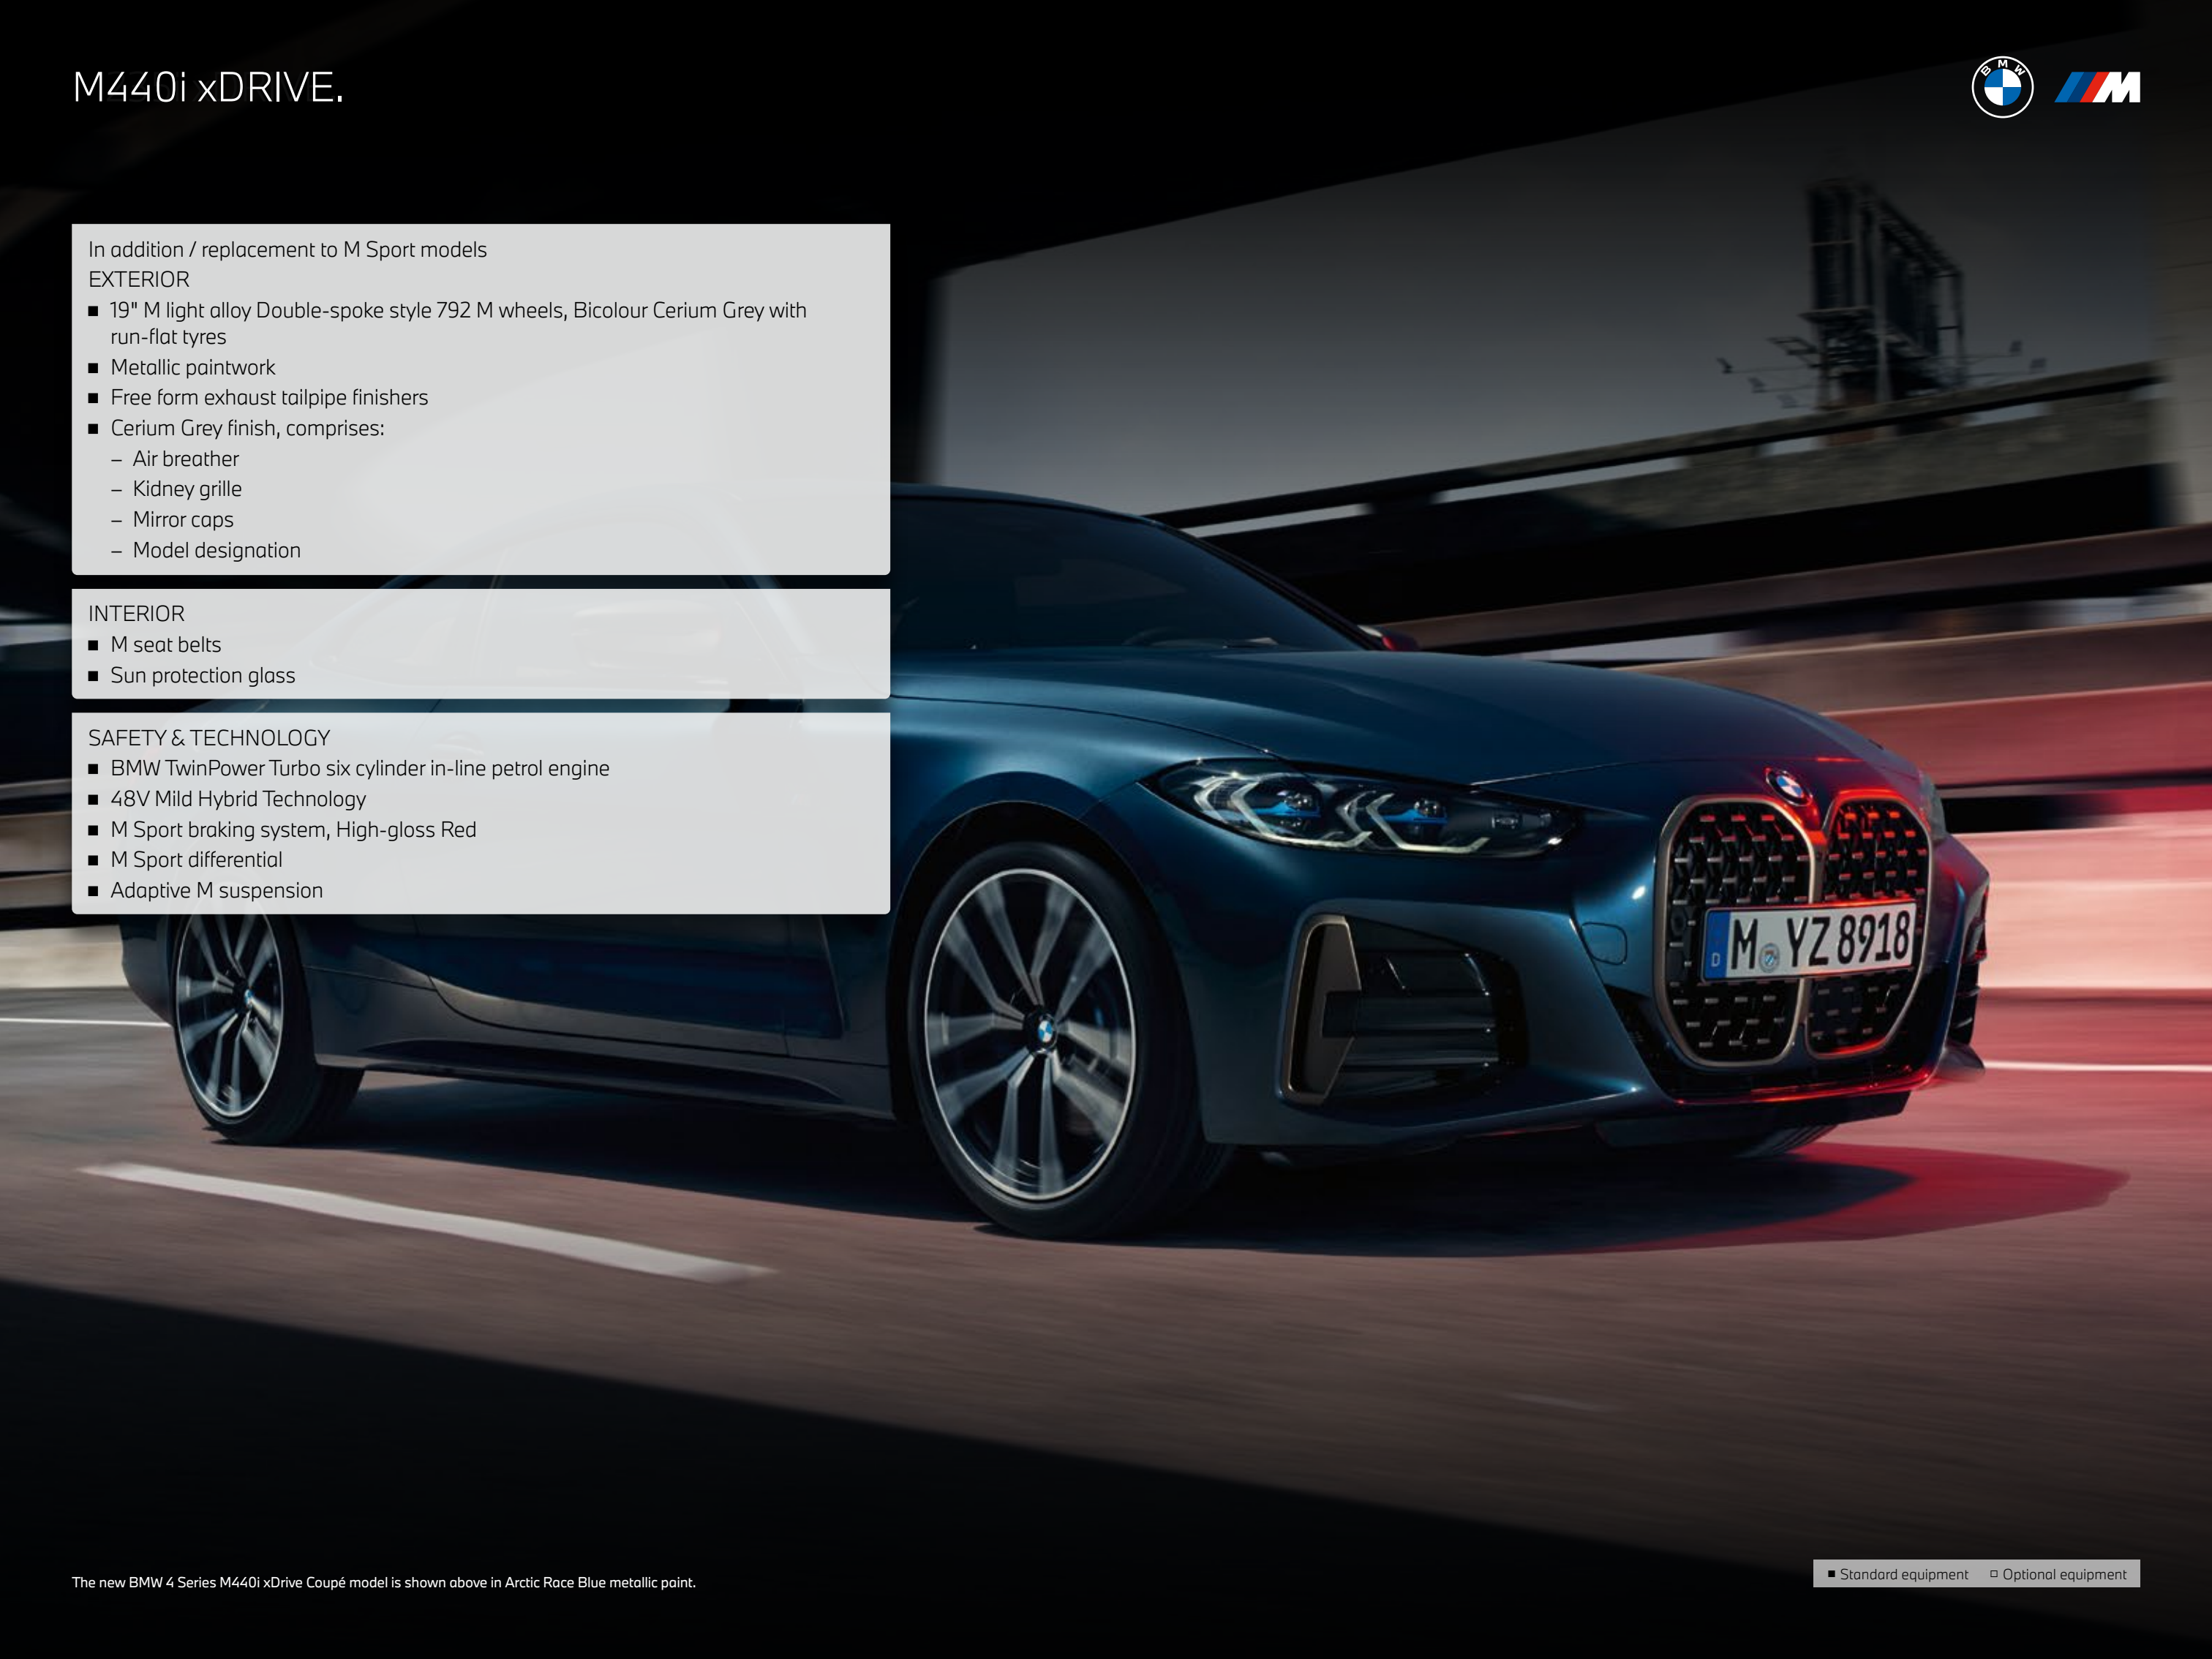 M440i xDRIVE.
BMW
M
In addition / replacement to M Sport models
EXTERIOR
■ 19" M light alloy Double-spoke style 792 M wheels, Bicolour Cerium Grey with
run-flat tyres
■ Metallic paintwork
■ Free form exhaust tailpipe finishers
■ Cerium Grey finish, comprises:
– Air breather
– Kidney grille
– Mirror caps
– Model designation
INTERIOR
■ M seat belts
■ Sun protection glass
SAFETY & TECHNOLOGY
■ BMW TwinPower Turbo six cylinder in-line petrol engine
■ 48V Mild Hybrid Technology
■ M Sport braking system, High-gloss Red
■ M Sport differential
■ Adaptive M suspension
D M YZ 8918
The new BMW 4 Series M440i xDrive Coupé model is shown above in Arctic Race Blue metallic paint.
■ Standard equipment □ Optional equipment